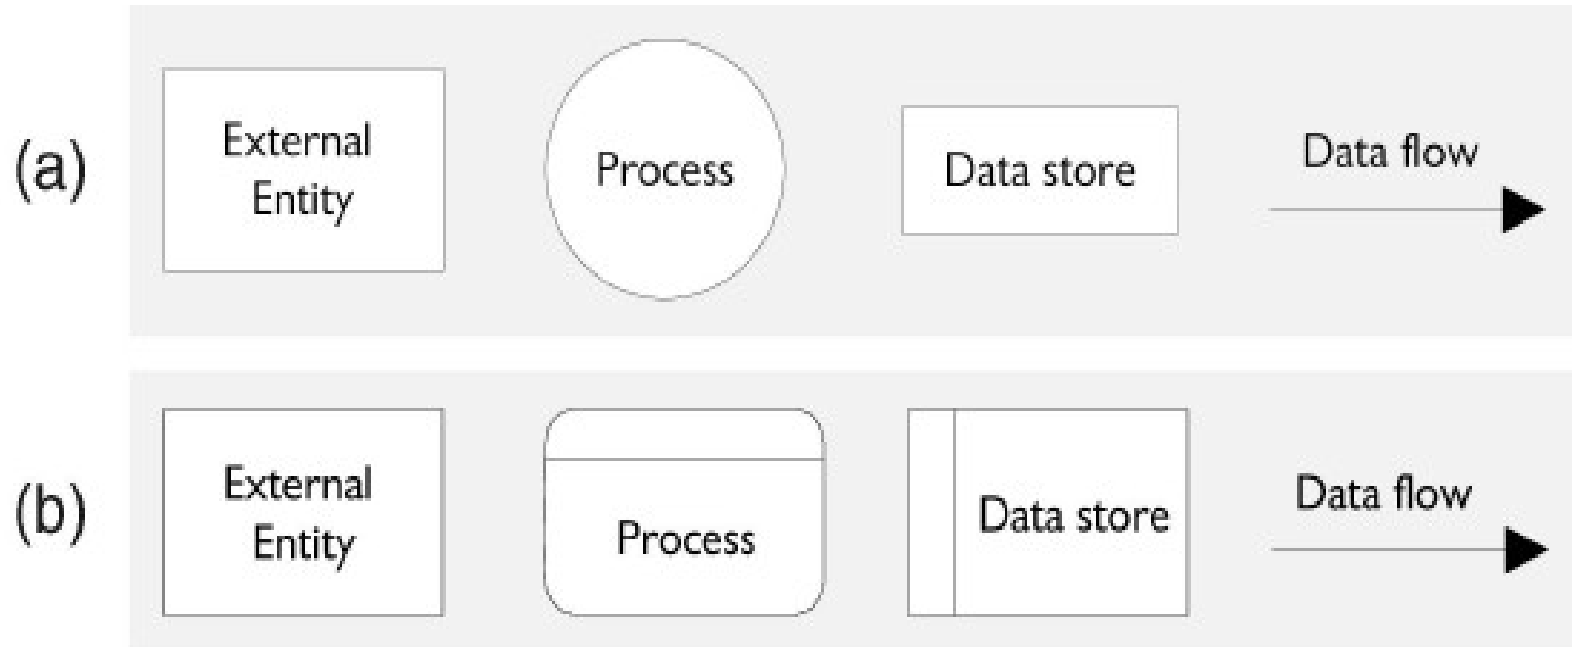 (a)
External
Entity
Process
Data store
Data flow
(b)
External
Entity
Process
Data store
Data flow